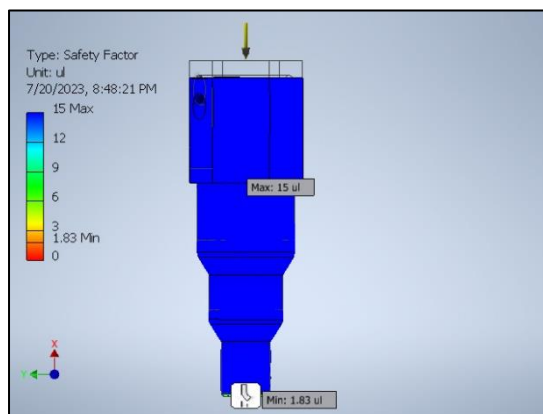 Type: Safety Factor
Unit: ul
7/20/2023, 8:48:21 PM
15 Max
12
9
6
3
1.83 Min
0
Max: 15 ul
Min: 1.83 ul
X
Y